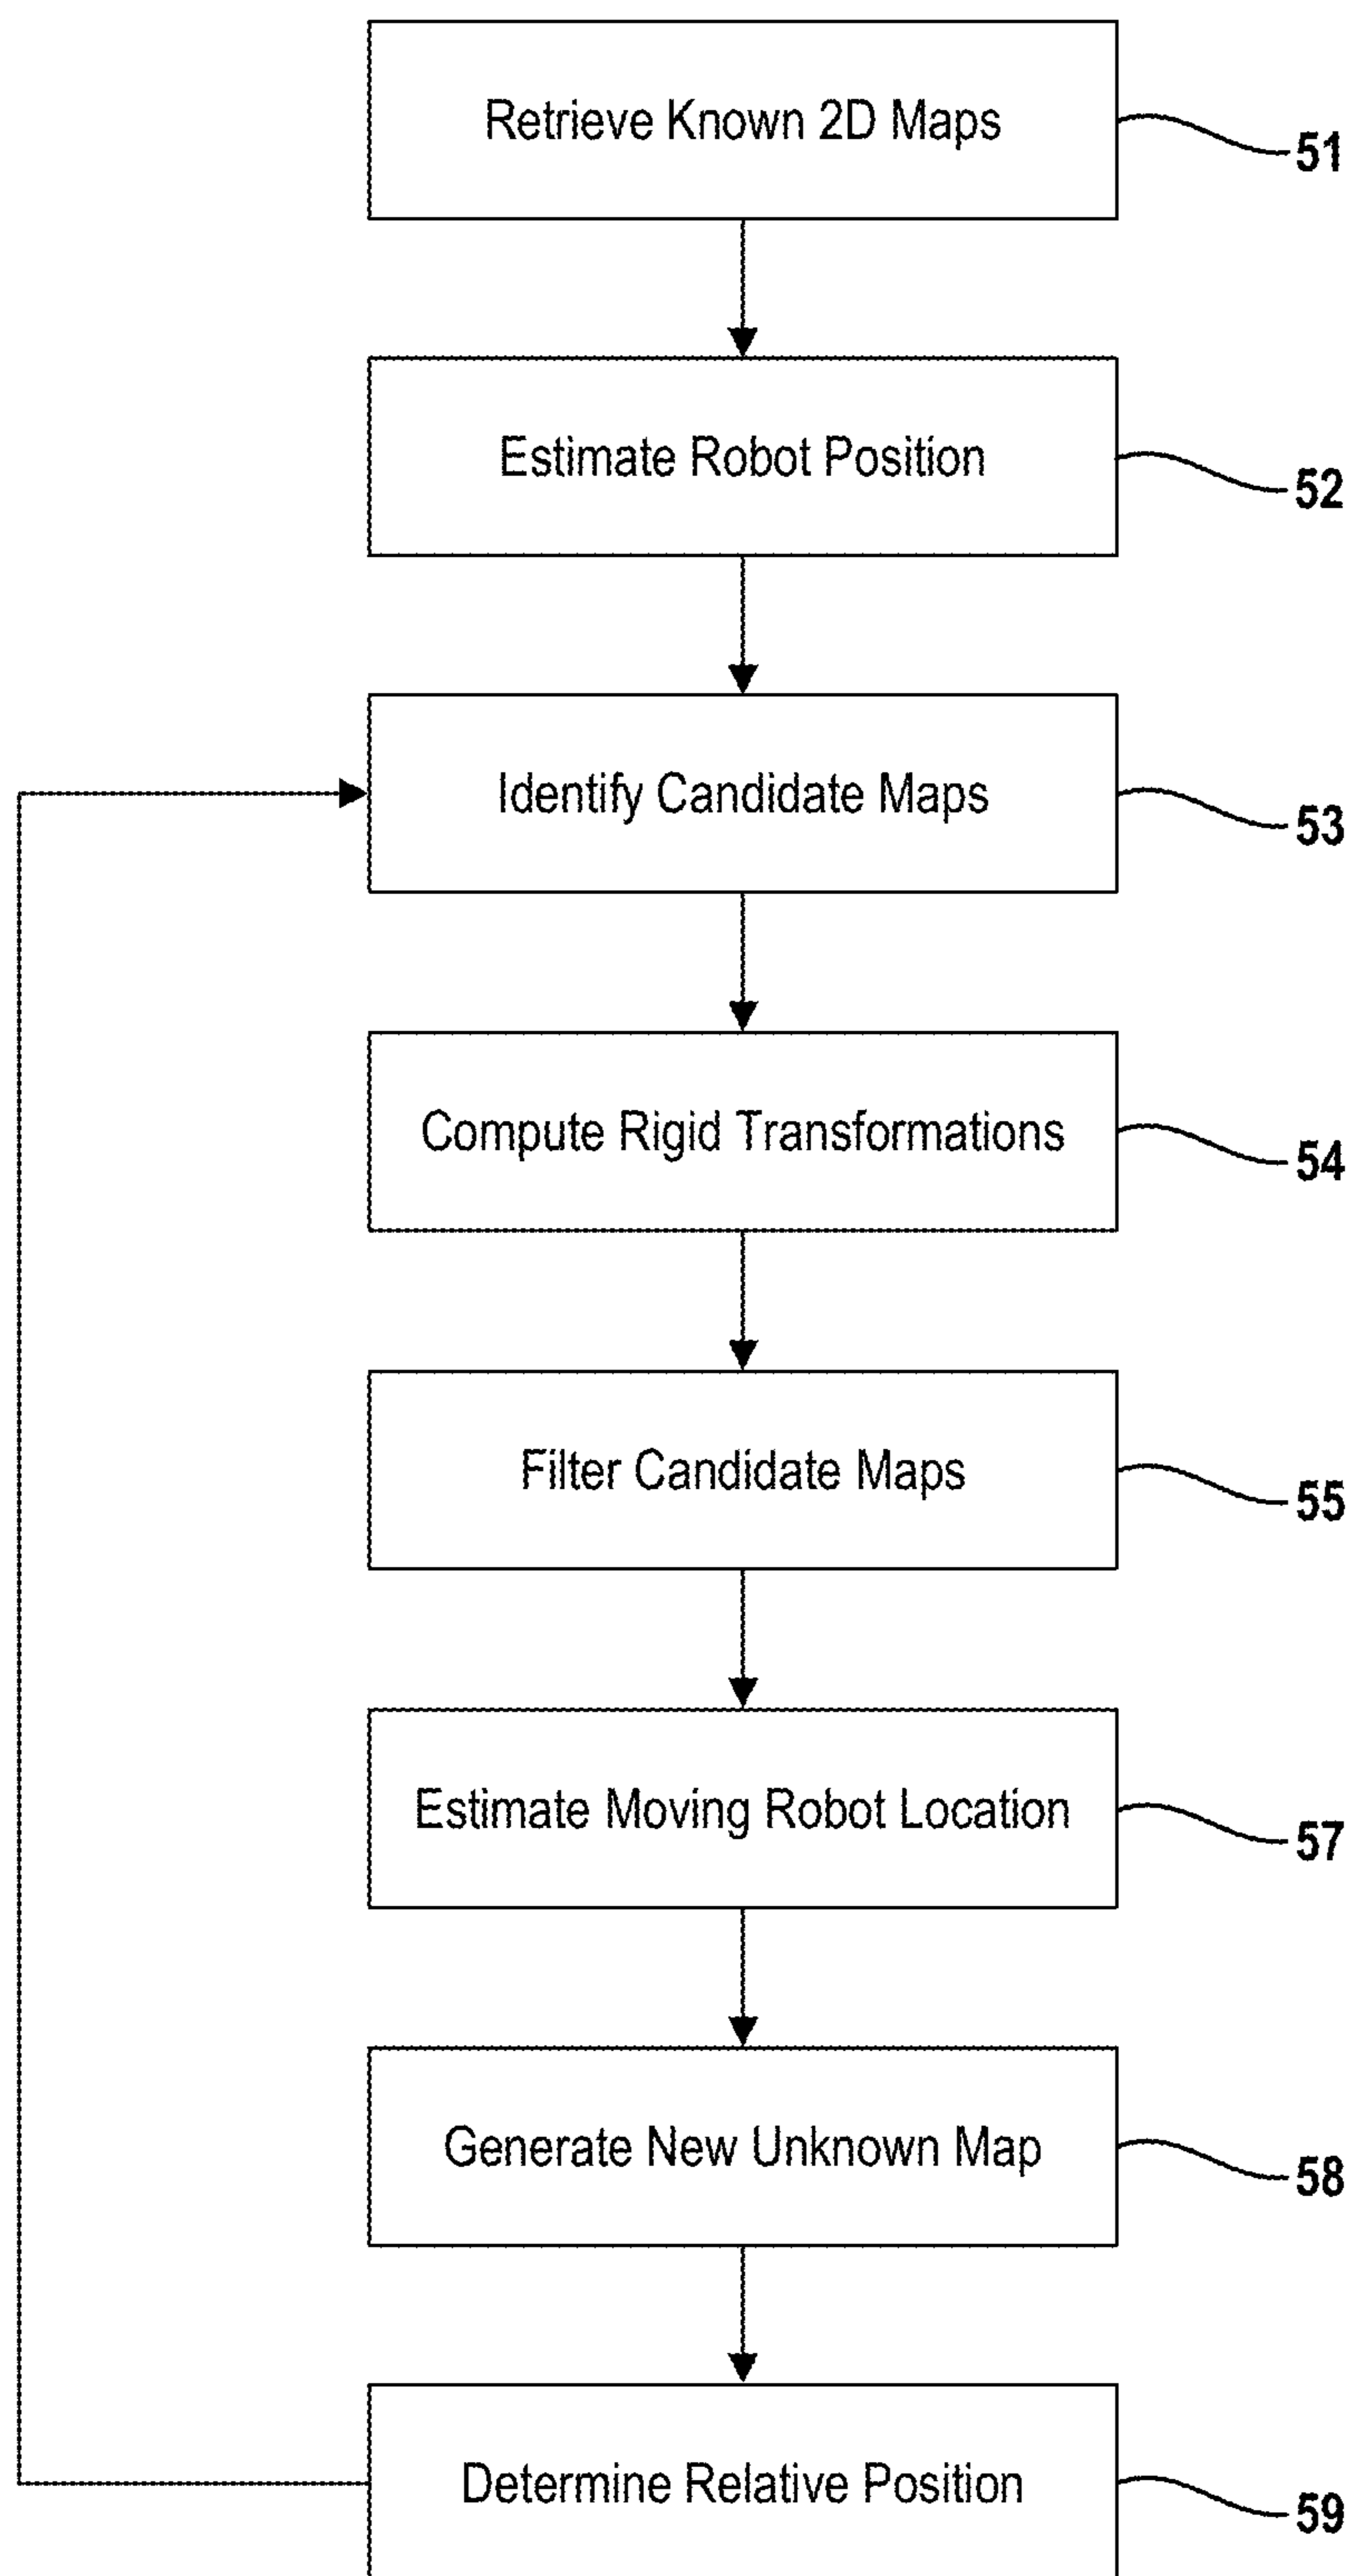 Retrieve Known 2D Maps
51
Estimate Robot Position
52
Identify Candidate Maps
53
Compute Rigid Transformations
54
Filter Candidate Maps
55
Estimate Moving Robot Location
57
Generate New Unknown Map
58
Determine Relative Position
59